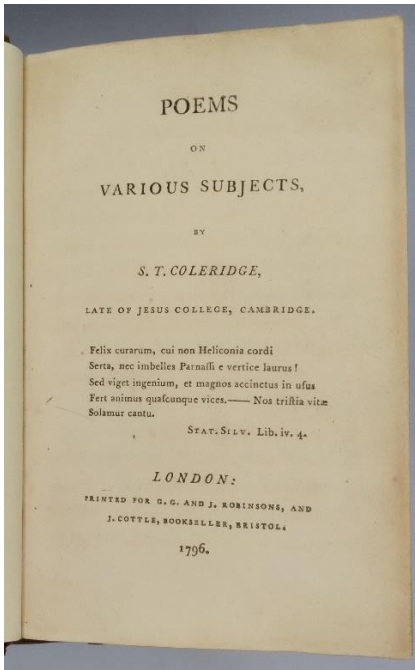 POEMS
ON
VARIOUS SUBJECTS,
BY
S. T. COLERIDGE,
LATE OF JESUS COLLEGE, CAMBRIDGE.
Felix curarum, cui non Heliconia cordi
Serta, nec imbelles Parnaſſi e vertice laurus!
Sed viget ingenium, et magnos accinctus in uſus
Fert animus quaſcunque vices.—— Nos triſtia vitæ
Solamur cantu.
STAT. SILV. Lib. iv. 4.
LONDON:
PRINTED FOR G. G. AND J. ROBINSONS, AND
J. COTTLE, BOOKSELLER, BRISTOL.
1796.